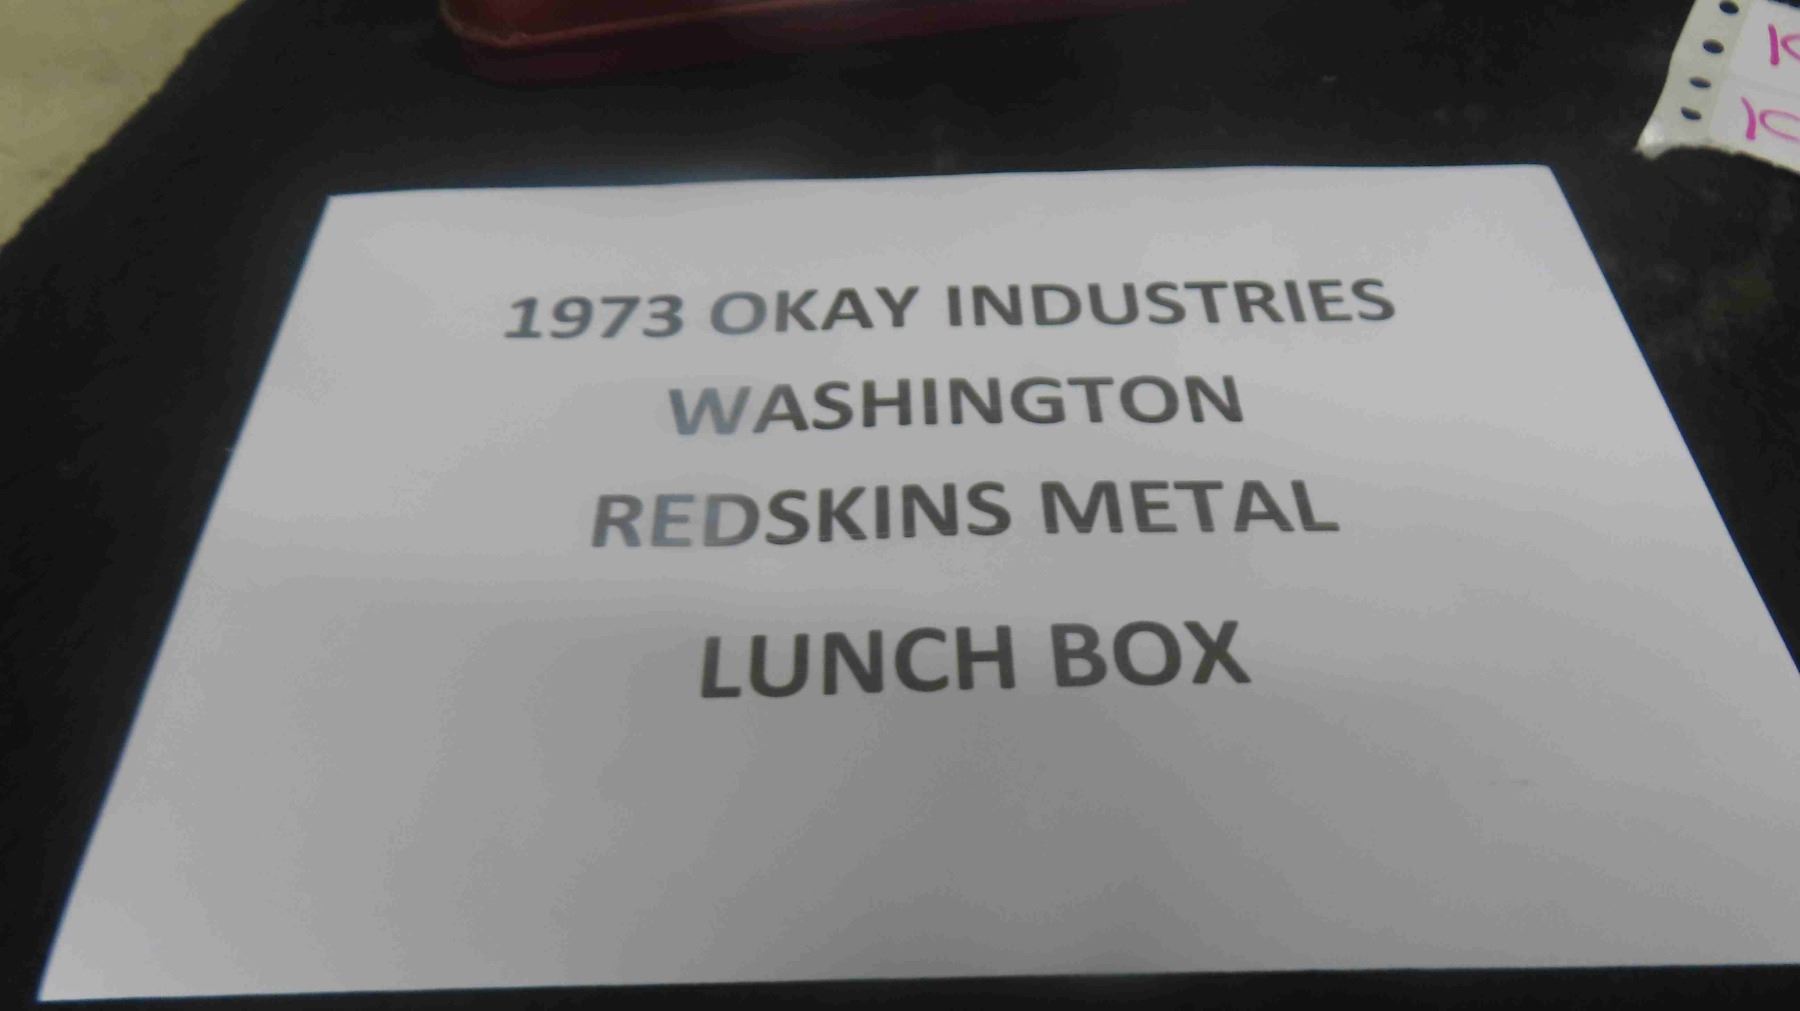 1973 OKAY INDUSTRIES
WASHINGTON
REDSKINS METAL
LUNCH BOX